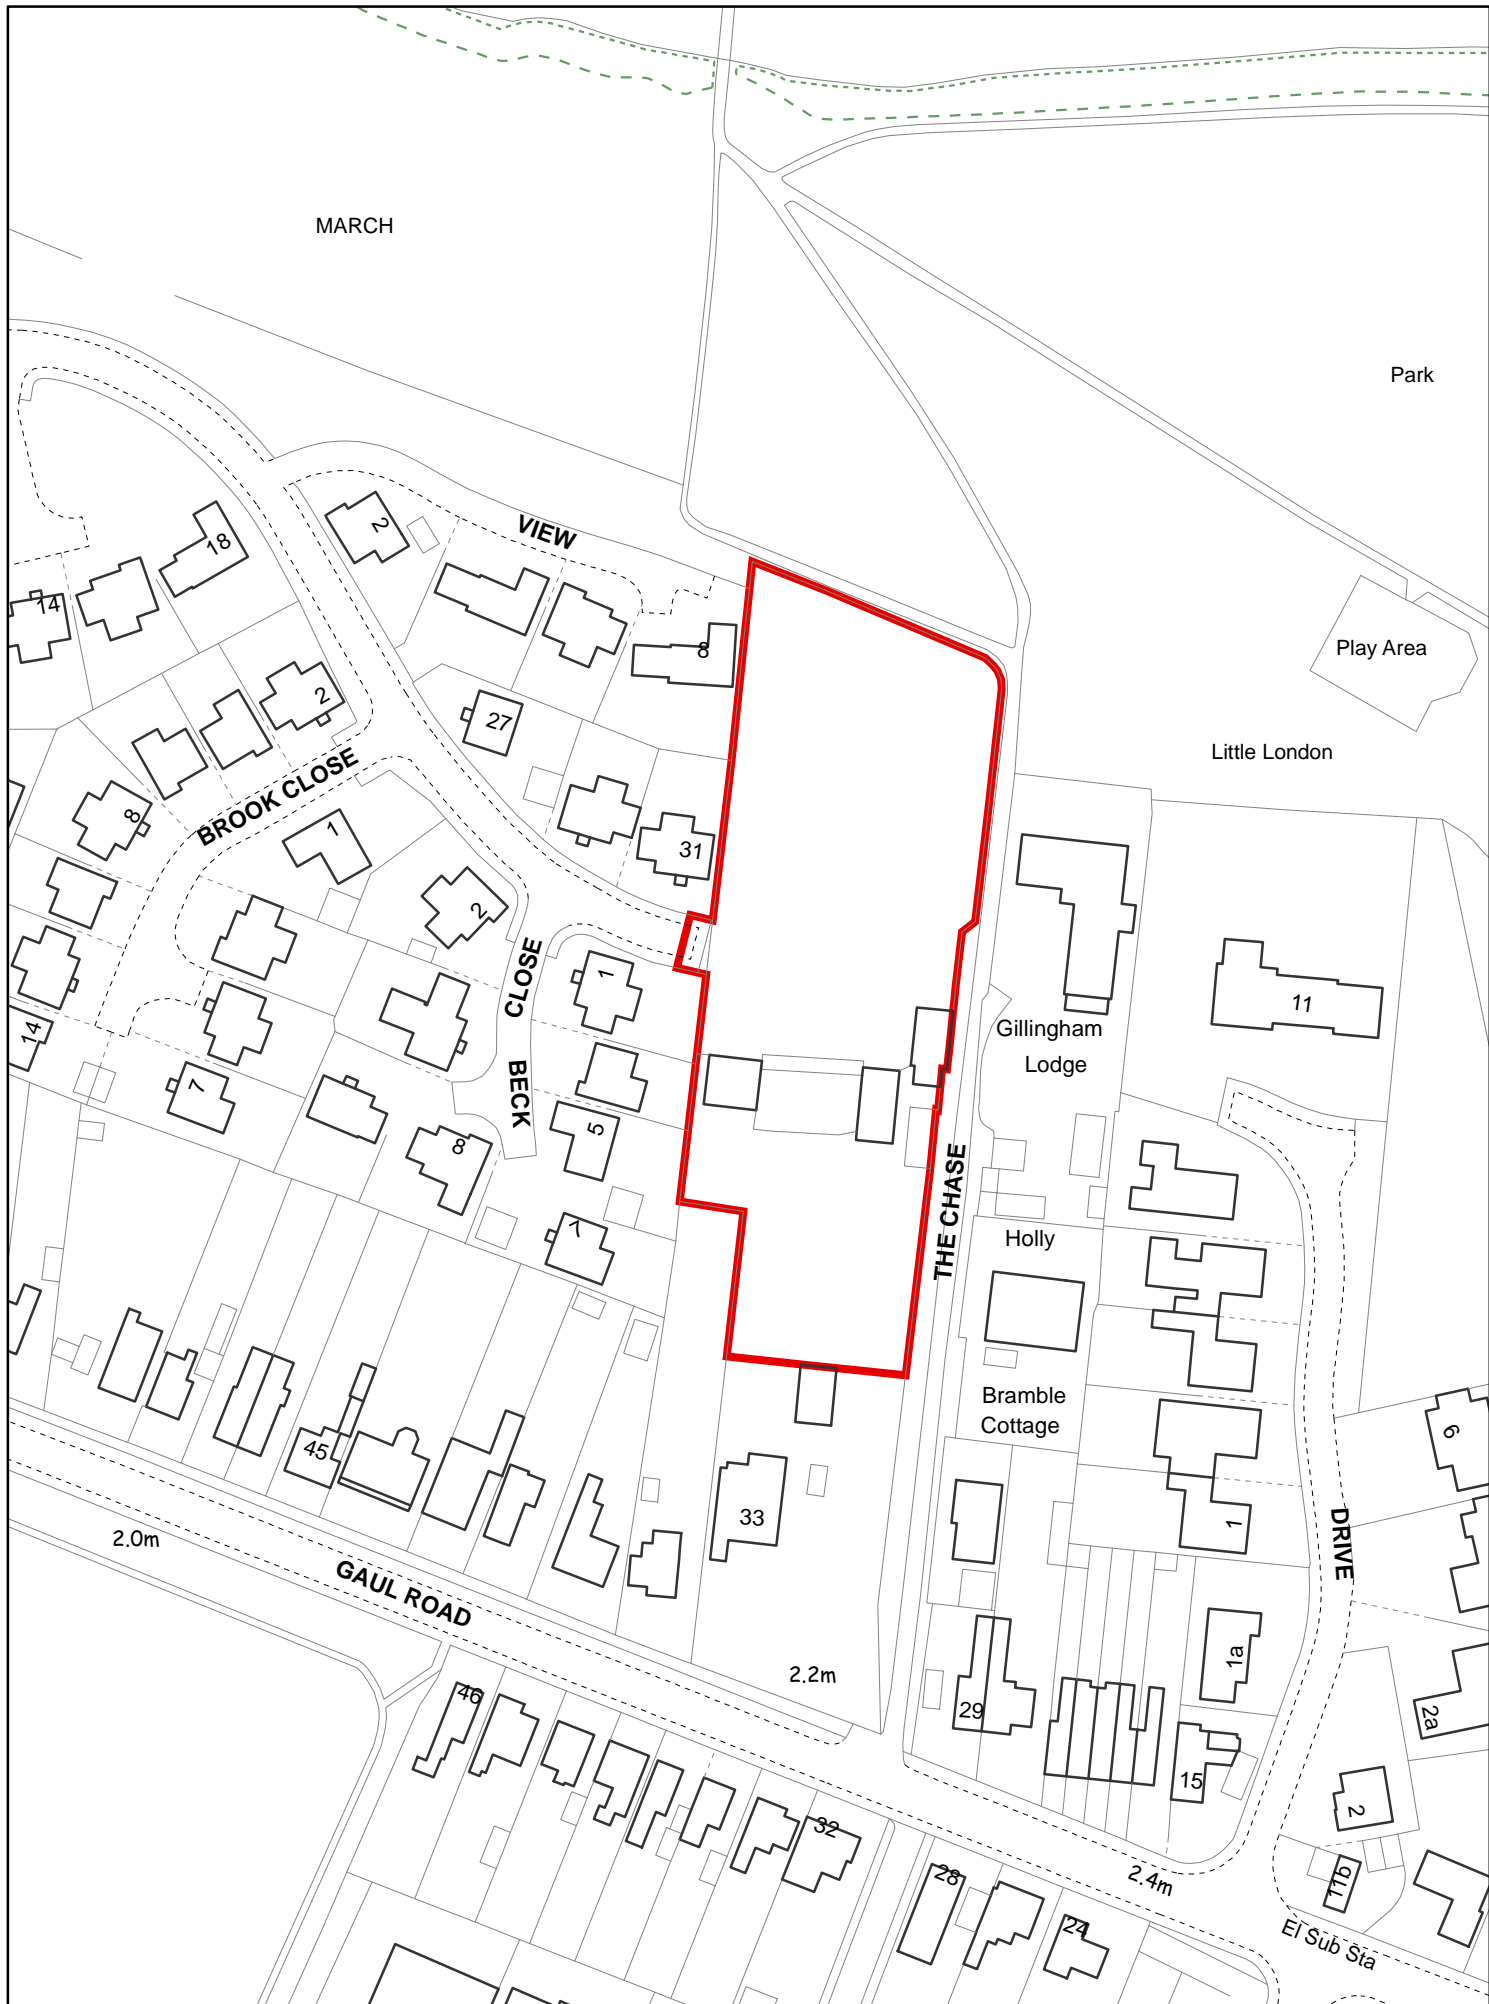 MARCH
Park
VIEW
2
18
14
8
Play Area
2
27
Little London
BROOK CLOSE
8
1
31
2
CLOSE
1
11
14
Gillingham
Lodge
BECK
7
5
8
THE CHASE
7
Holly
Bramble
Cottage
6
45
33
1
DRIVE
2.0m
GAUL ROAD
2.2m
1a
46
29
2a
15
2
32
28
2.4m
11b
24
El Sub Sta